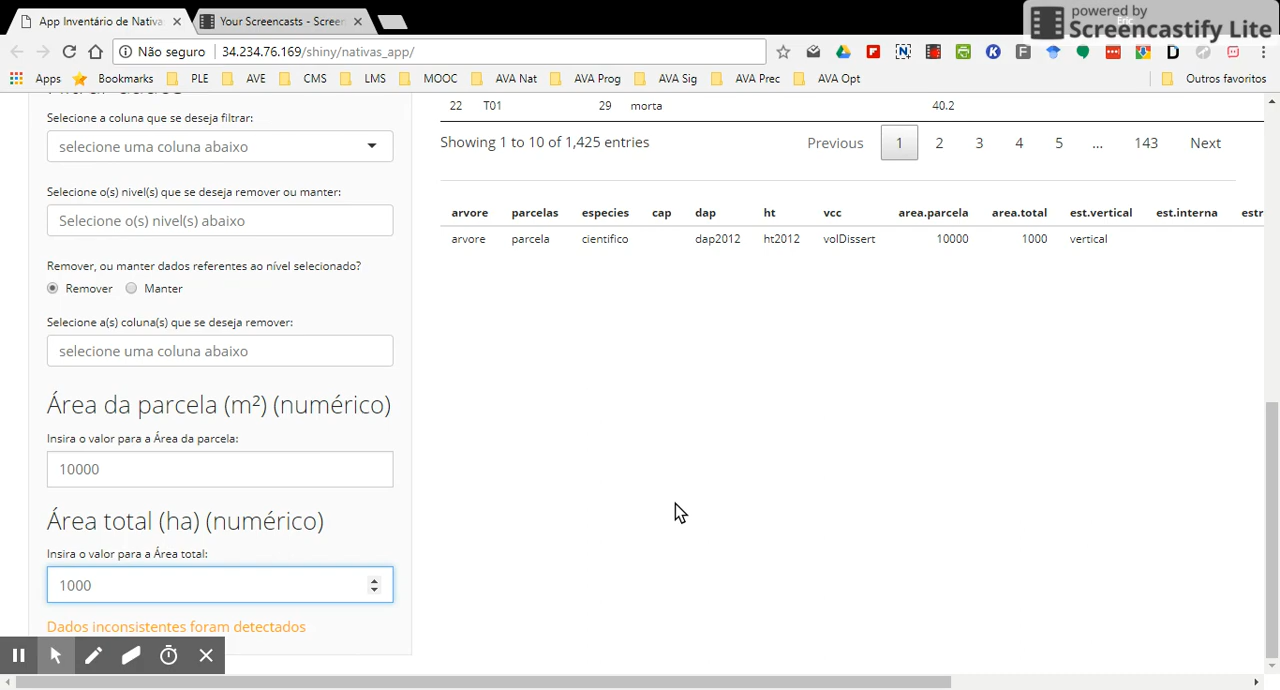 App Inventário de Nativa
Your Screencasts - Screen
powered by
Screencastify Lite
Eric
Não seguro
34.234.76.169/shiny/nativas_app/
Apps
Bookmarks
PLE
AVE
CMS
LMS
MOOC
AVA Nat
AVA Prog
AVA Sig
AVA Prec
AVA Opt
Outros favoritos
Selecione a coluna que se deseja filtrar:
selecione uma coluna abaixo
Selecione o(s) nivel(s) que se deseja remover ou manter:
Selecione o(s) nivel(s) abaixo
Remover, ou manter dados referentes ao nível selecionado?
Remover Manter
Selecione a(s) coluna(s) que se deseja remover:
selecione uma coluna abaixo
Área da parcela (m²) (numérico)
Insira o valor para a Área da parcela:
10000
Área total (ha) (numérico)
Insira o valor para a Área total:
1000
Dados inconsistentes foram detectados
22 T01 29 morta 40.2
Showing 1 to 10 of 1,425 entries
Previous 1 2 3 4 5 ... 143 Next
arvore parcelas especies cap dap ht vcc area.parcela area.total est.vertical est.interna estr
arvore parcela cientifico dap2012 ht2012 volDissert 10000 1000 vertical